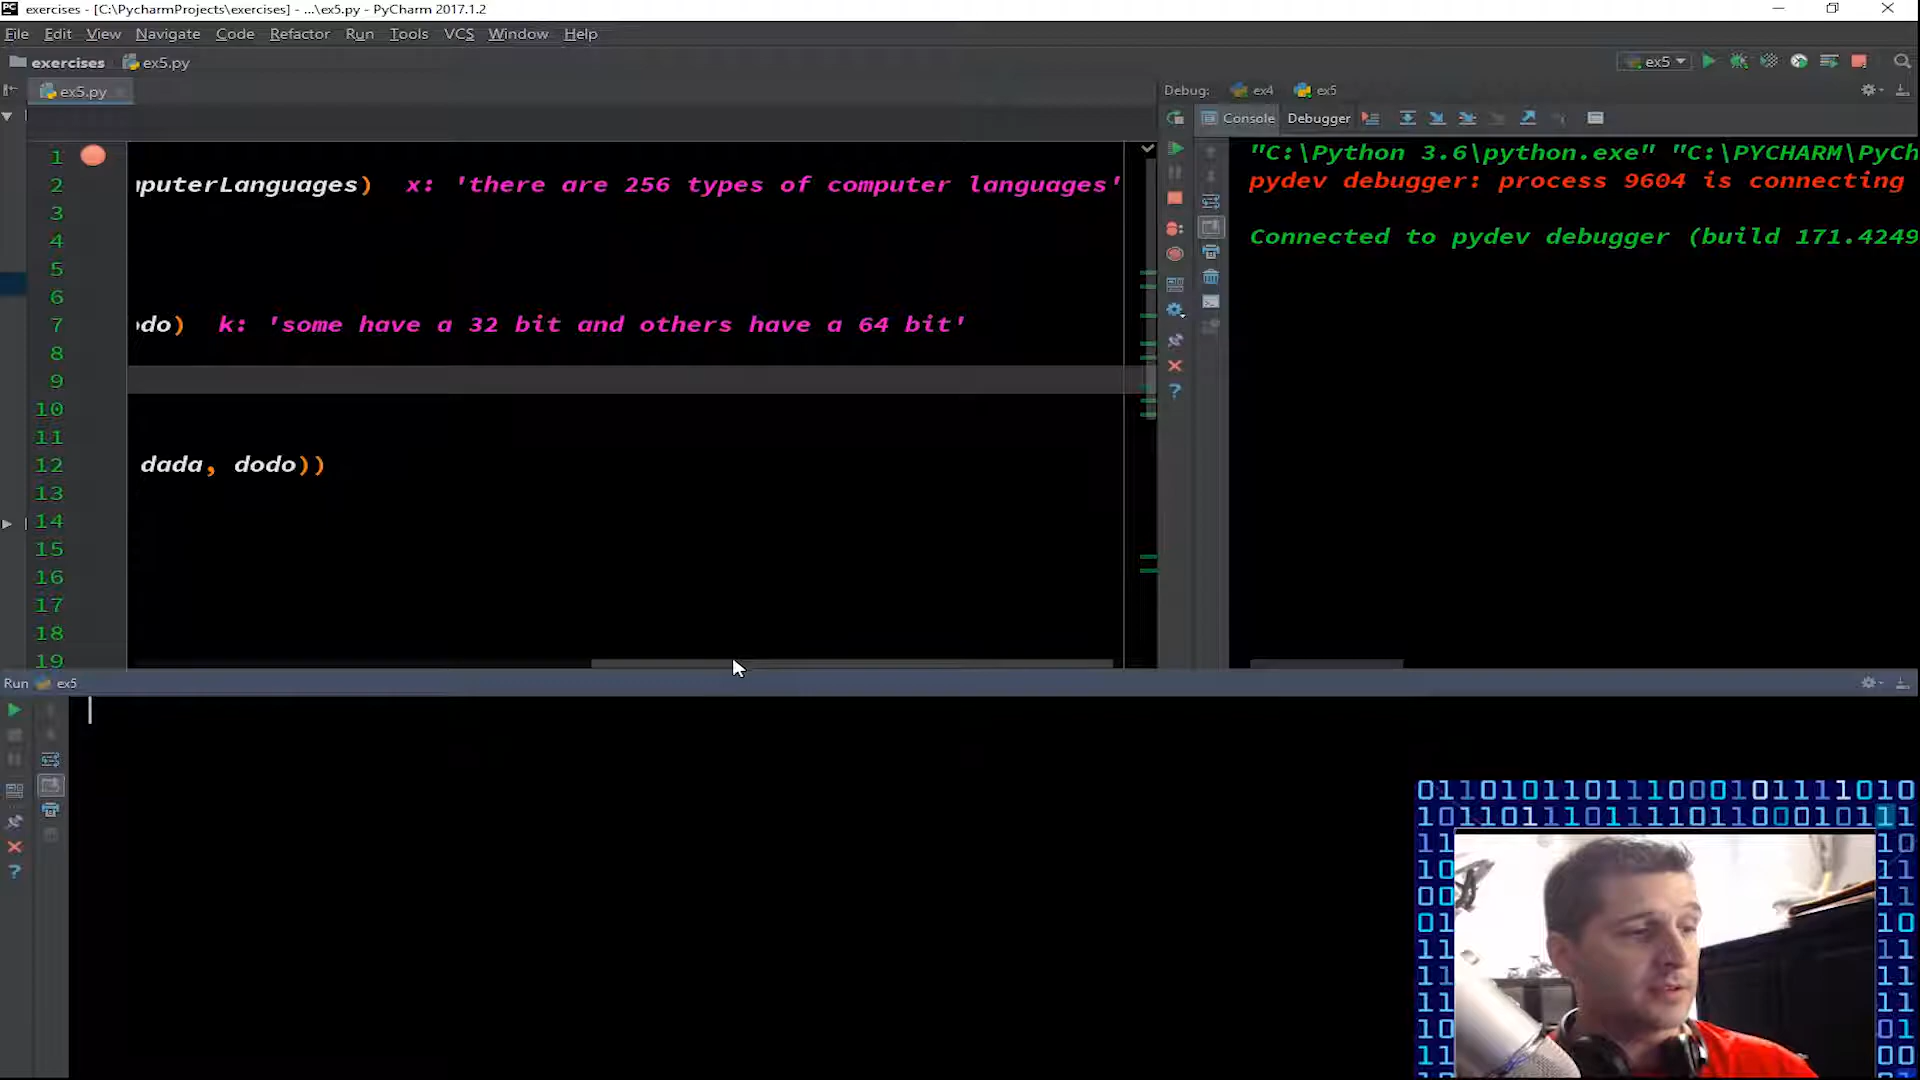 exercises - [C:\PycharmProjects\exercises] - ...\ex5.py - PyCharm 2017.1.2
File Edit View Navigate Code Refactor Run Tools VCS Window Help
exercises ex5.py
ex5
ex5.py
Debug: ex4 ex5
Console Debugger
1
2 mputerLanguages) x: 'there are 256 types of computer languages'
3
4
5
6
7 odo) k: 'some have a 32 bit and others have a 64 bit'
8
9
10
11
12 dada, dodo))
13
14
15
16
17
18
19
"C:\Python 3.6\python.exe" "C:\PYCHARM\PyCh
pydev debugger: process 9604 is connecting
Connected to pydev debugger (build 171.4249
Run ex5